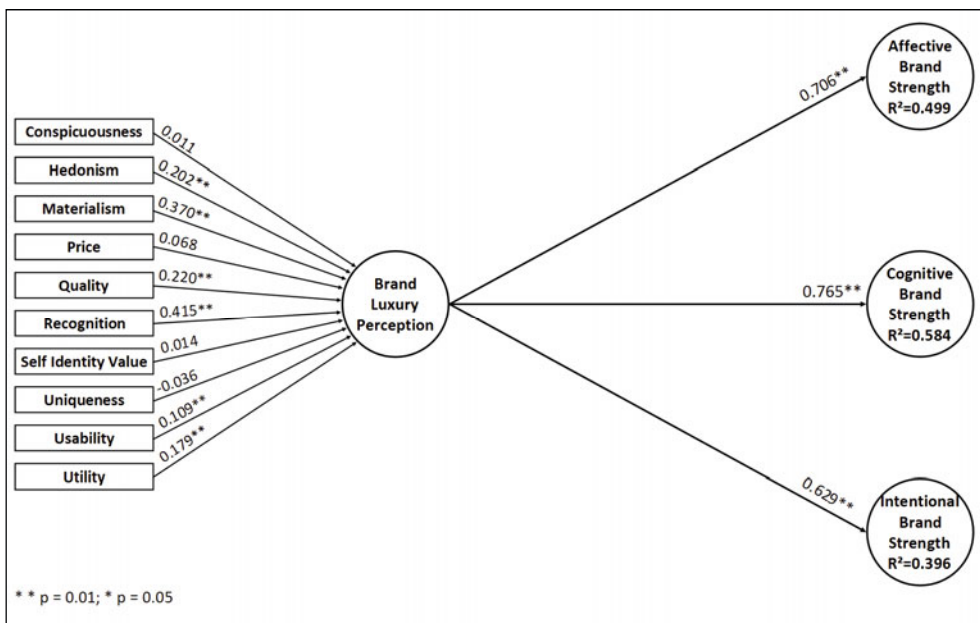 Conspicuousness
0.011
Hedonism
0.202**
Materialism
0.370**
Price
0.068
Quality
0.220**
Recognition
0.415**
Self Identity Value
0.014
Uniqueness
-0.036
Usability
0.109**
Utility
0.179**
Brand
Luxury
Perception
0.706**
Affective
Brand
Strength
R²=0.499
0.765**
Cognitive
Brand
Strength
R²=0.584
0.629**
Intentional
Brand
Strength
R²=0.396
* * p = 0.01; * p = 0.05